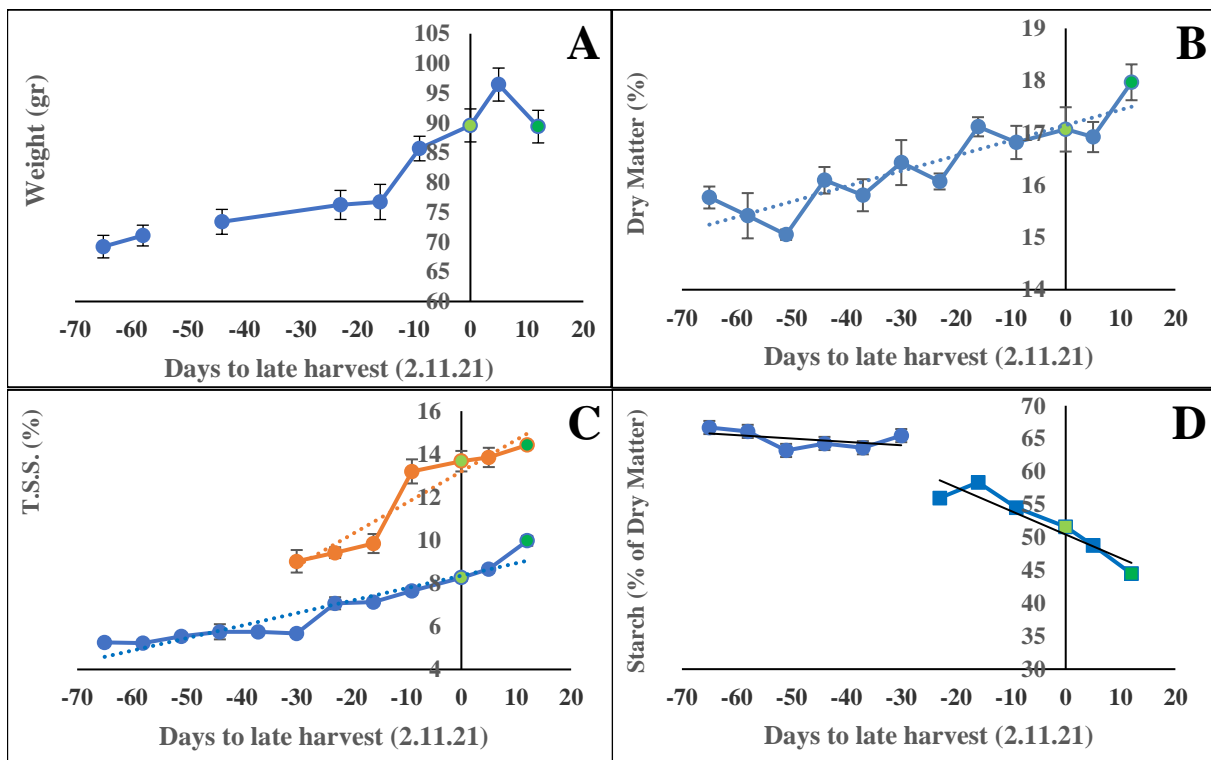 A
Weight (gr)
105
100
95
90
85
80
75
70
65
60
-70 -60 -50 -40 -30 -20 -10 0 10 20
Days to late harvest (2.11.21)
B
Dry Matter (%)
19
18
17
16
15
14
-70 -60 -50 -40 -30 -20 -10 0 10 20
Days to late harvest (2.11.21)
C
T.S.S. (%)
16
14
12
10
8
6
4
-70 -60 -50 -40 -30 -20 -10 0 10 20
Days to late harvest (2.11.21)
D
Starch (% of Dry Matter)
70
65
60
55
50
45
40
35
30
-70 -60 -50 -40 -30 -20 -10 0 10 20
Days to late harvest (2.11.21)